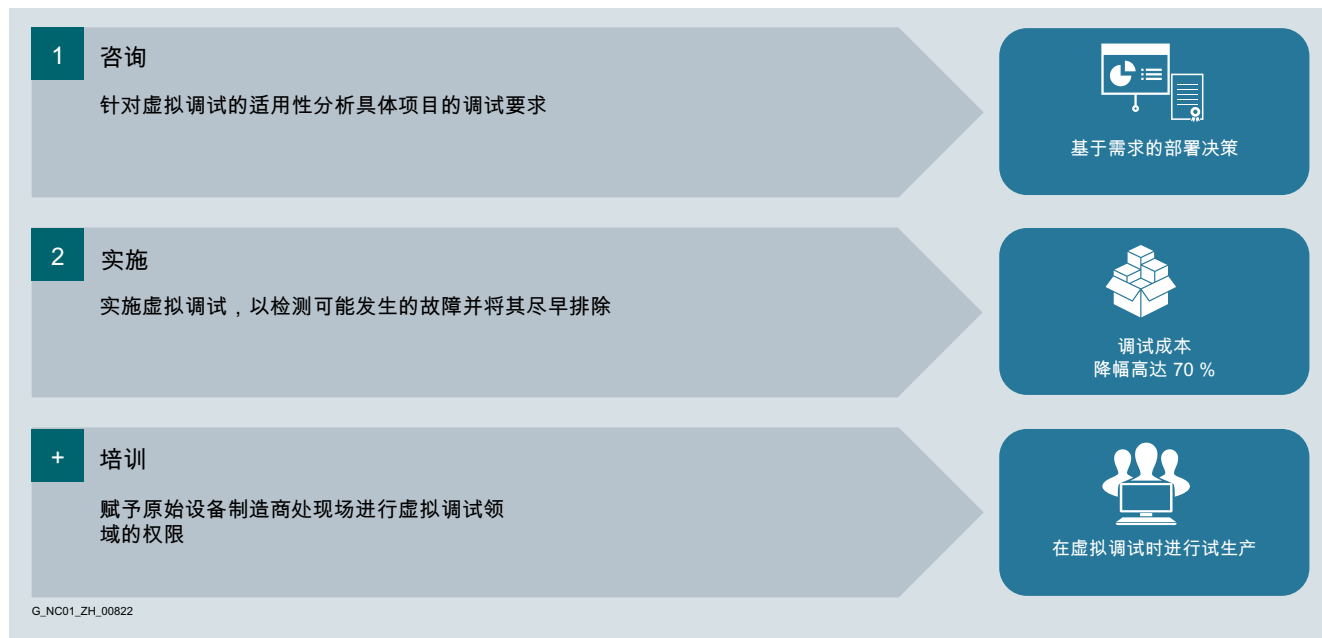 1
咨询
针对虚拟调试的适用性分析具体项目的调试要求
基于需求的部署决策
2
实施
实施虚拟调试，以检测可能发生的故障并将其尽早排除
调试成本
降幅高达 70 %
+
培训
赋予原始设备制造商处现场进行虚拟调试领
域的权限
在虚拟调试时进行试生产
G_NC01_ZH_00822